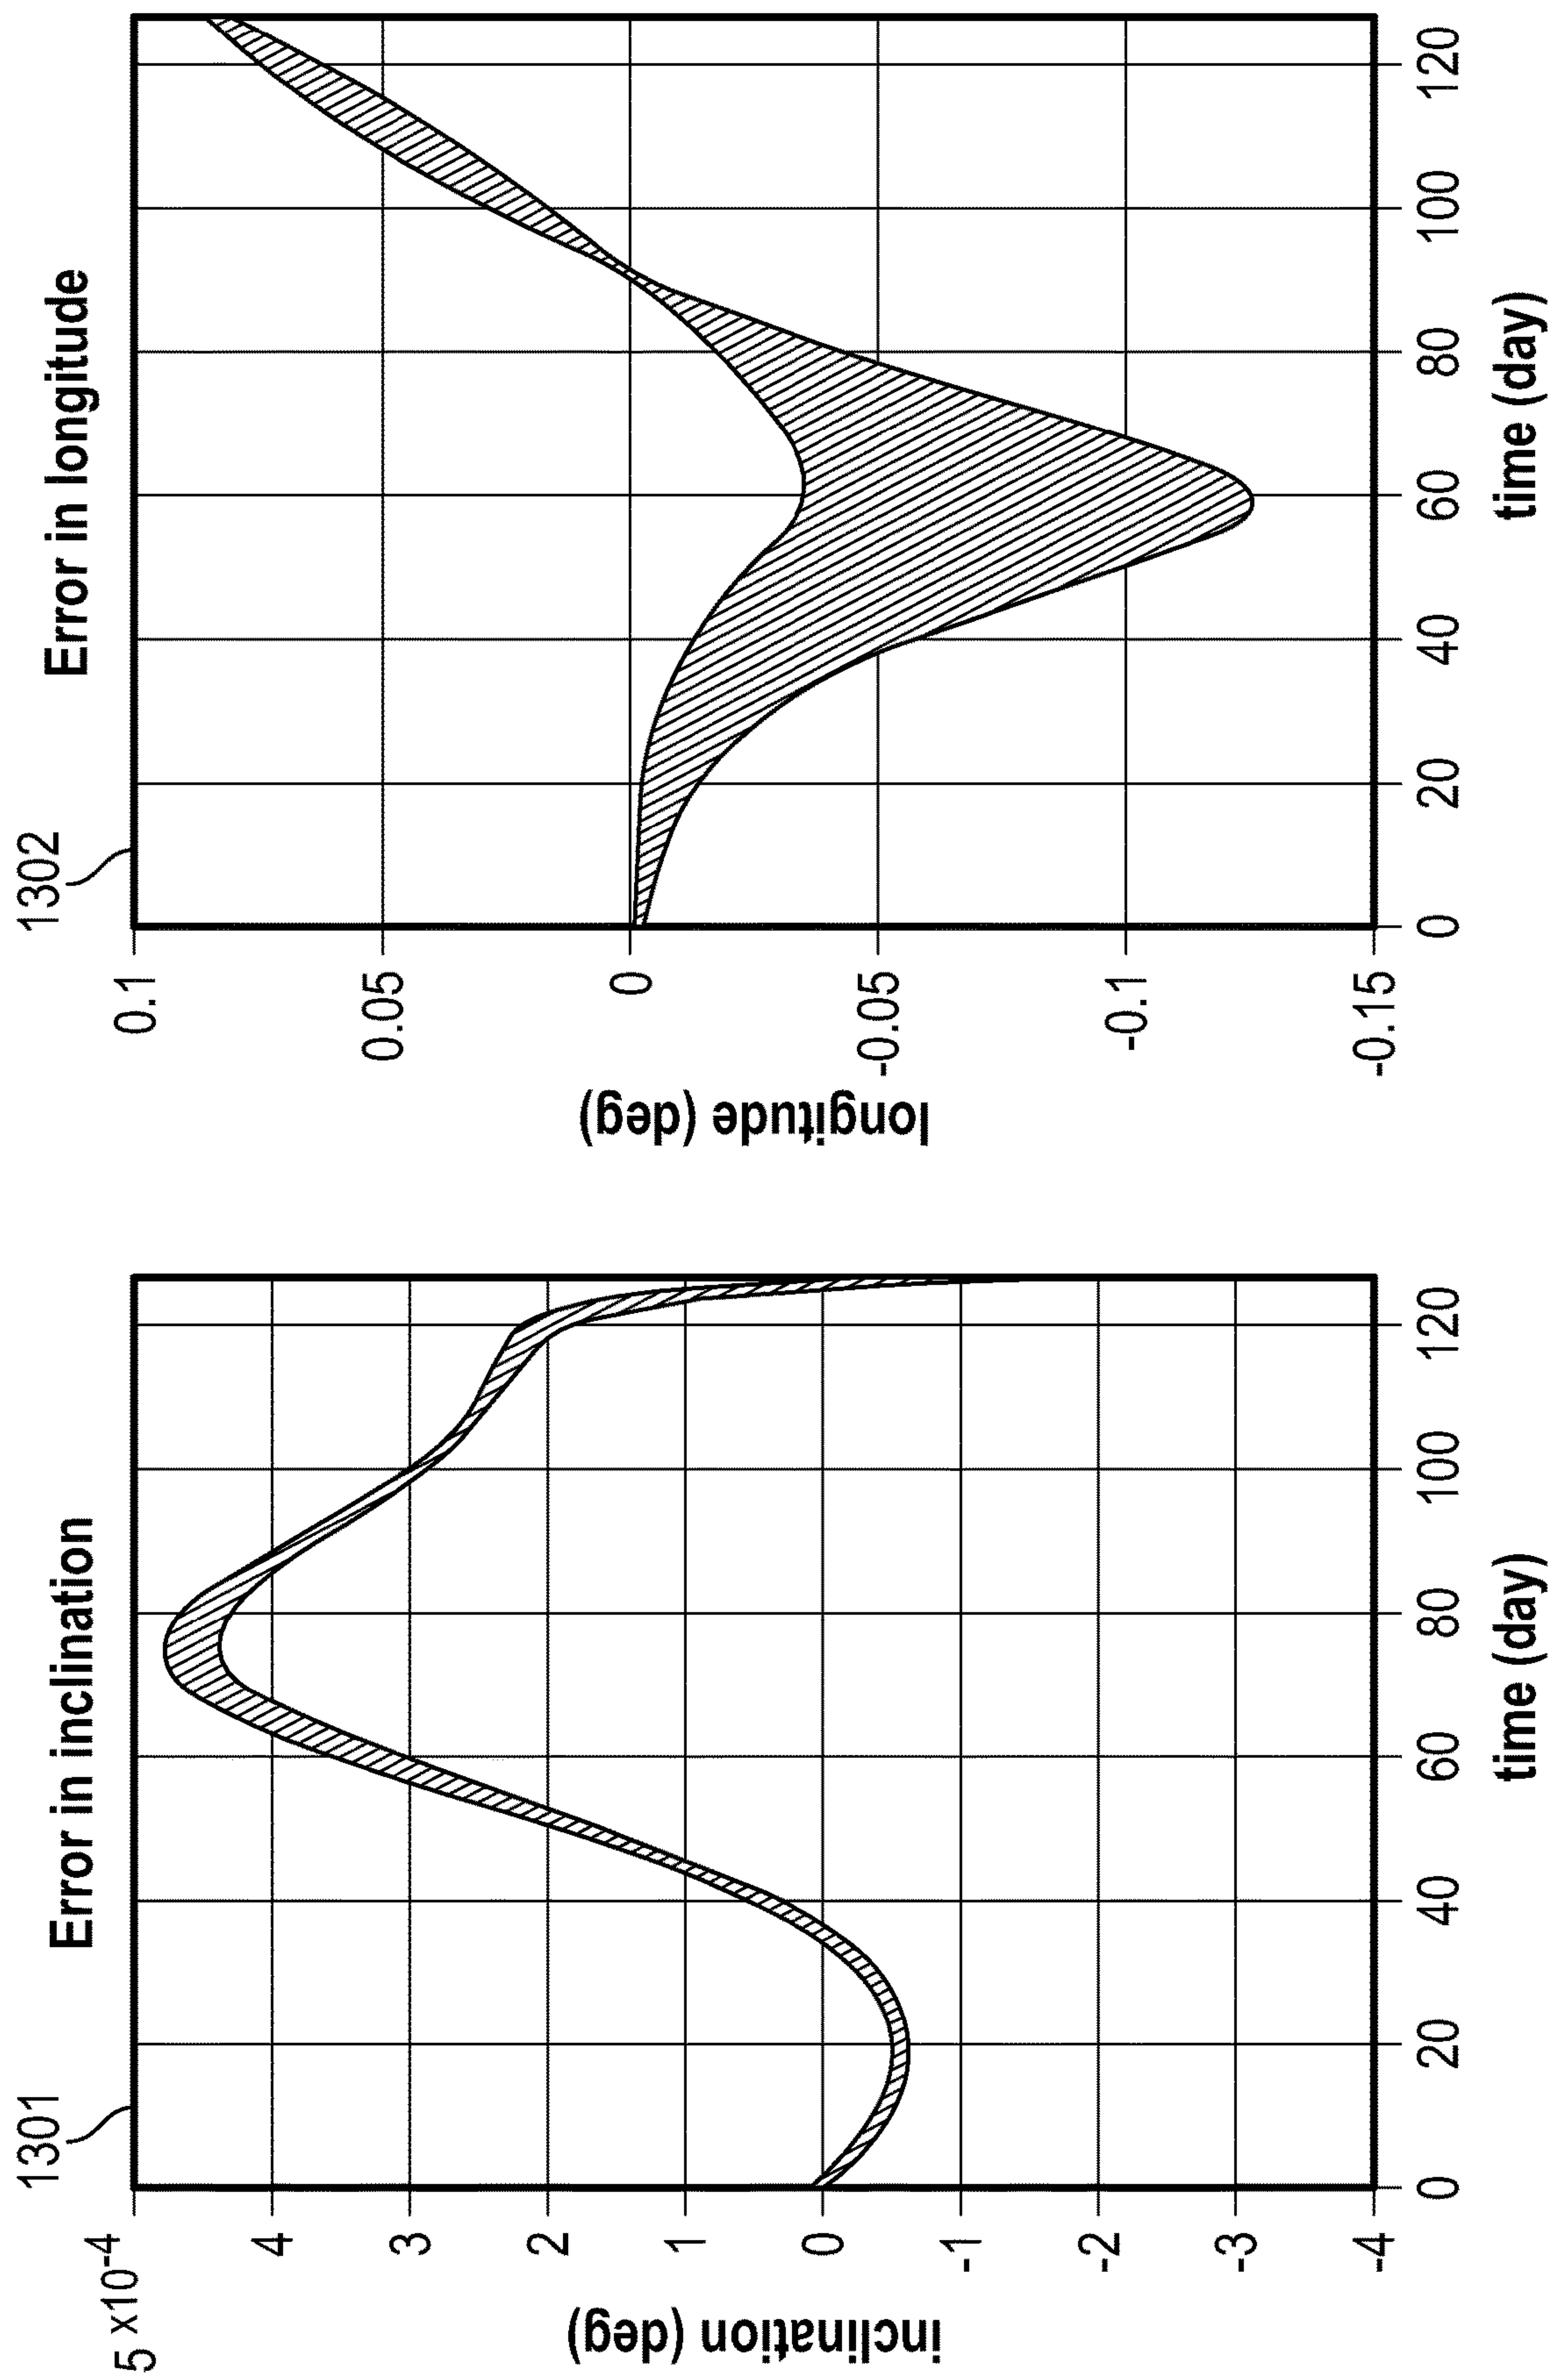 1301
Error in inclination
5 x10-4
4
3
2
1
0
-1
-2
-3
-4
inclination (deg)
0 20 40 60 80 100 120
time (day)
1302
Error in longitude
0.1
0.05
0
-0.05
-0.1
-0.15
longitude (deg)
0 20 40 60 80 100 120
time (day)